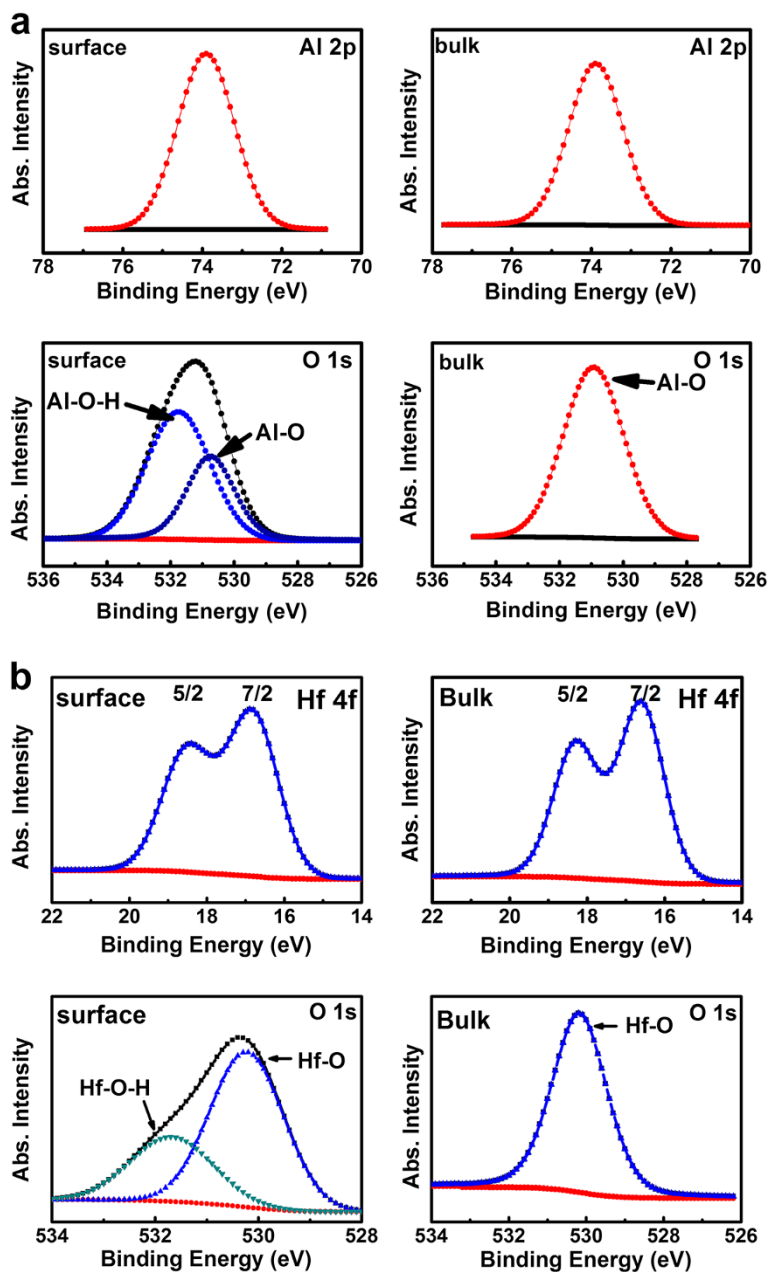 a
surface Al 2p
Abs. Intensity
78 76 74 72 70
Binding Energy (eV)
bulk Al 2p
Abs. Intensity
78 76 74 72 70
Binding Energy (eV)
surface O 1s
Al-O-H
Al-O
Abs. Intensity
536 534 532 530 528 526
Binding Energy (eV)
bulk O 1s
Al-O
Abs. Intensity
536 534 532 530 528 526
Binding Energy (eV)
b
surface 5/2 7/2 Hf 4f
Abs. Intensity
22 20 18 16 14
Binding Energy (eV)
Bulk 5/2 7/2 Hf 4f
Abs. Intensity
22 20 18 16 14
Binding Energy (eV)
surface O 1s
Hf-O
Hf-O-H
Abs. Intensity
534 532 530 528
Binding Energy (eV)
Bulk O 1s
Hf-O
Abs. Intensity
534 532 530 528 526
Binding Energy (eV)